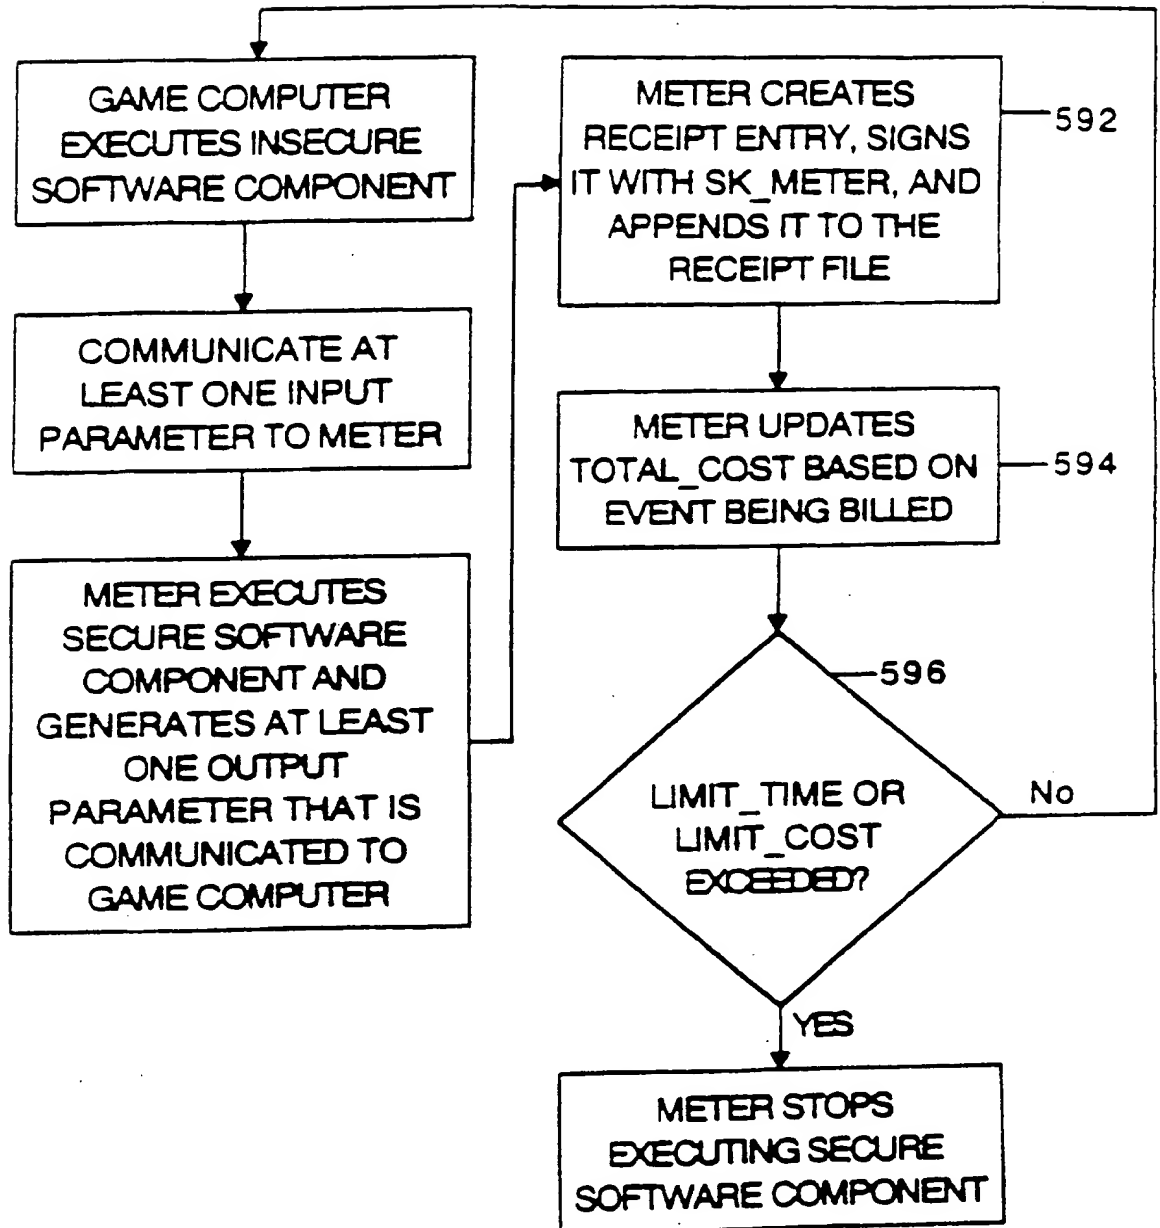 GAME COMPUTER
EXECUTES INSECURE
SOFTWARE COMPONENT
COMMUNICATE AT
LEAST ONE INPUT
PARAMETER TO METER
METER EXECUTES
SECURE SOFTWARE
COMPONENT AND
GENERATES AT LEAST
ONE OUTPUT
PARAMETER THAT IS
COMMUNICATED TO
GAME COMPUTER
METER CREATES
RECEIPT ENTRY, SIGNS
IT WITH SK_METER, AND
APPENDS IT TO THE
RECEIPT FILE
592
METER UPDATES
TOTAL_COST BASED ON
EVENT BEING BILLED
594
596
LIMIT_TIME OR
LIMIT_COST
EXCEEDED?
No
YES
METER STOPS
EXECUTING SECURE
SOFTWARE COMPONENT